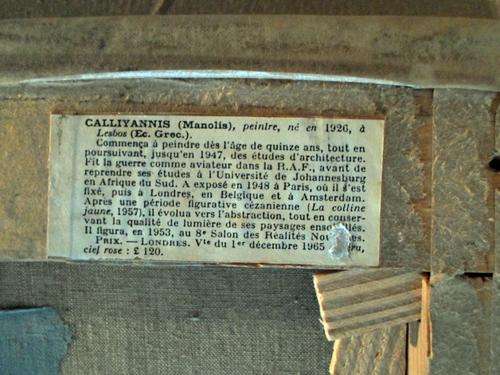 CALLIYANNIS (Manolis), peintre, né en 1926, à
Lesbos (Ec. Grec.).
Commença à peindre dès l'âge de quinze ans, tout en
poursuivant, jusqu'en 1947, des études d'architecture.
Fit la guerre comme aviateur dans la R.A.F., avant de
reprendre ses études à l'Université de Johannesburg
en Afrique du Sud. A exposé en 1948 à Paris, où il s'est
fixé, puis à Londres, en Belgique et à Amsterdam.
Après une période figurative cézanienne (La colline
jaune, 1957), il évolua vers l'abstraction, tout en conser-
vant la qualité de lumière de ses paysages
Il figura, en 1953, au 8e Salon des Réalités
PRIX. — LONDRES. Vte du 1er décembre 1965
ciel rose : £ 120.